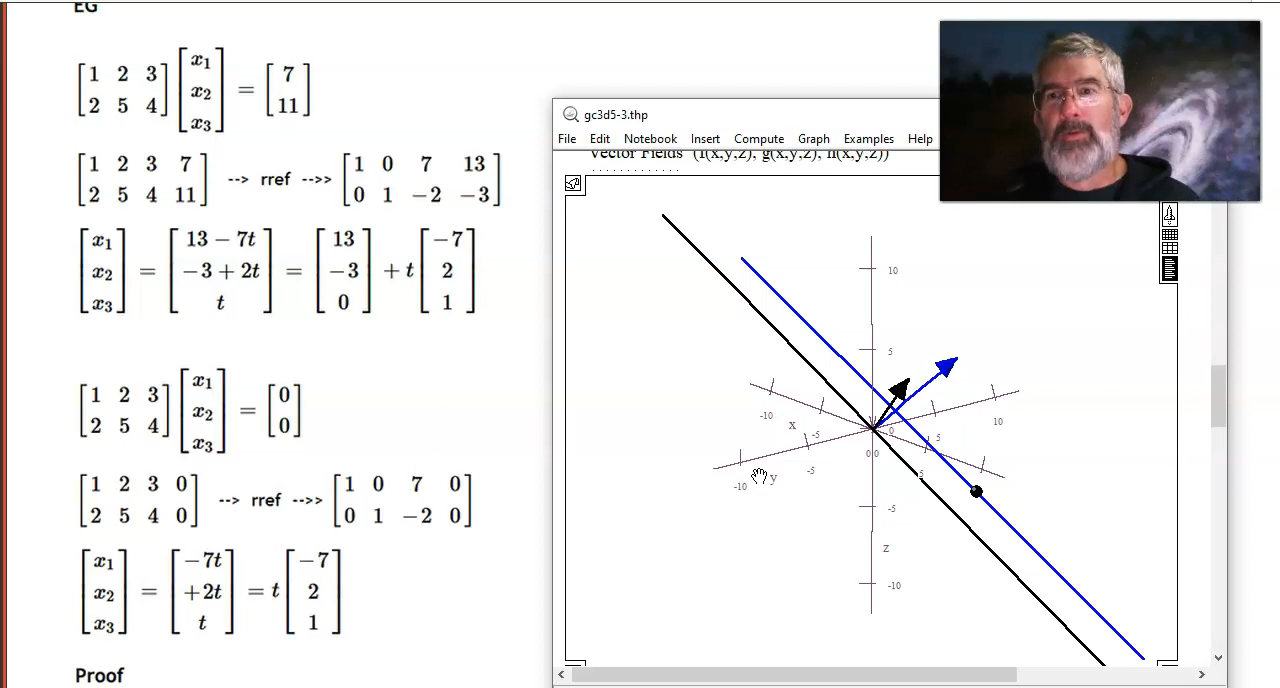 EG
[1 2 3; 2 5 4] [x₁; x₂; x₃] = [7; 11]
[1 2 3 7; 2 5 4 11] --> rref -->> [1 0 7 13; 0 1 −2 −3]
[x₁; x₂; x₃] = [13 − 7t; −3 + 2t; t] = [13; −3; 0] + t [−7; 2; 1]
[1 2 3; 2 5 4] [x₁; x₂; x₃] = [0; 0]
[1 2 3 0; 2 5 4 0] --> rref -->> [1 0 7 0; 0 1 −2 0]
[x₁; x₂; x₃] = [−7t; +2t; t] = t [−7; 2; 1]
Proof
gc3d5-3.thp
File Edit Notebook Insert Compute Graph Examples Help
Vector Fields (f(x,y,z), g(x,y,z), h(x,y,z))
10
5
-10
x
-5
0
5
10
0 0
-5
-10
y
5
-5
z
-10